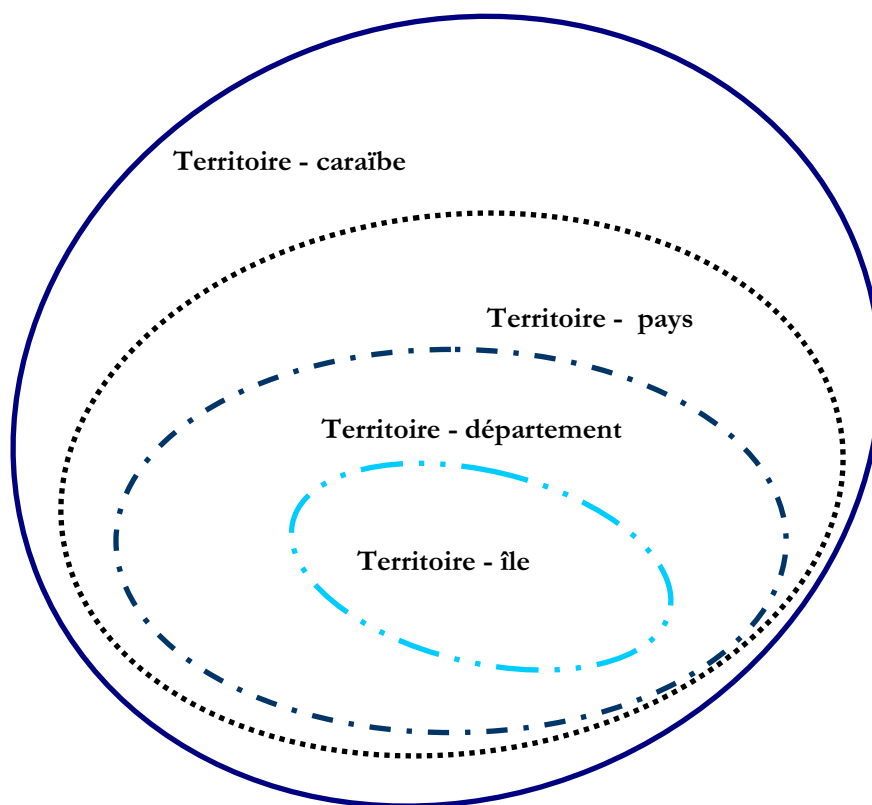 Territoire - caraïbe
Territoire - pays
Territoire - département
Territoire - île